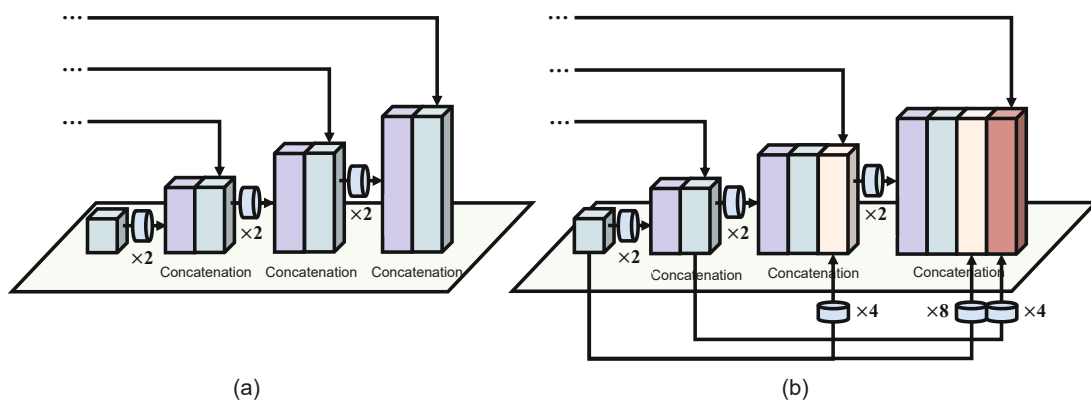 ... ...
... ...
... ...
×2 ×2 ×2 ×2 ×2 ×2
Concatenation Concatenation Concatenation Concatenation Concatenation Concatenation
×4 ×8 ×4
(a) (b)